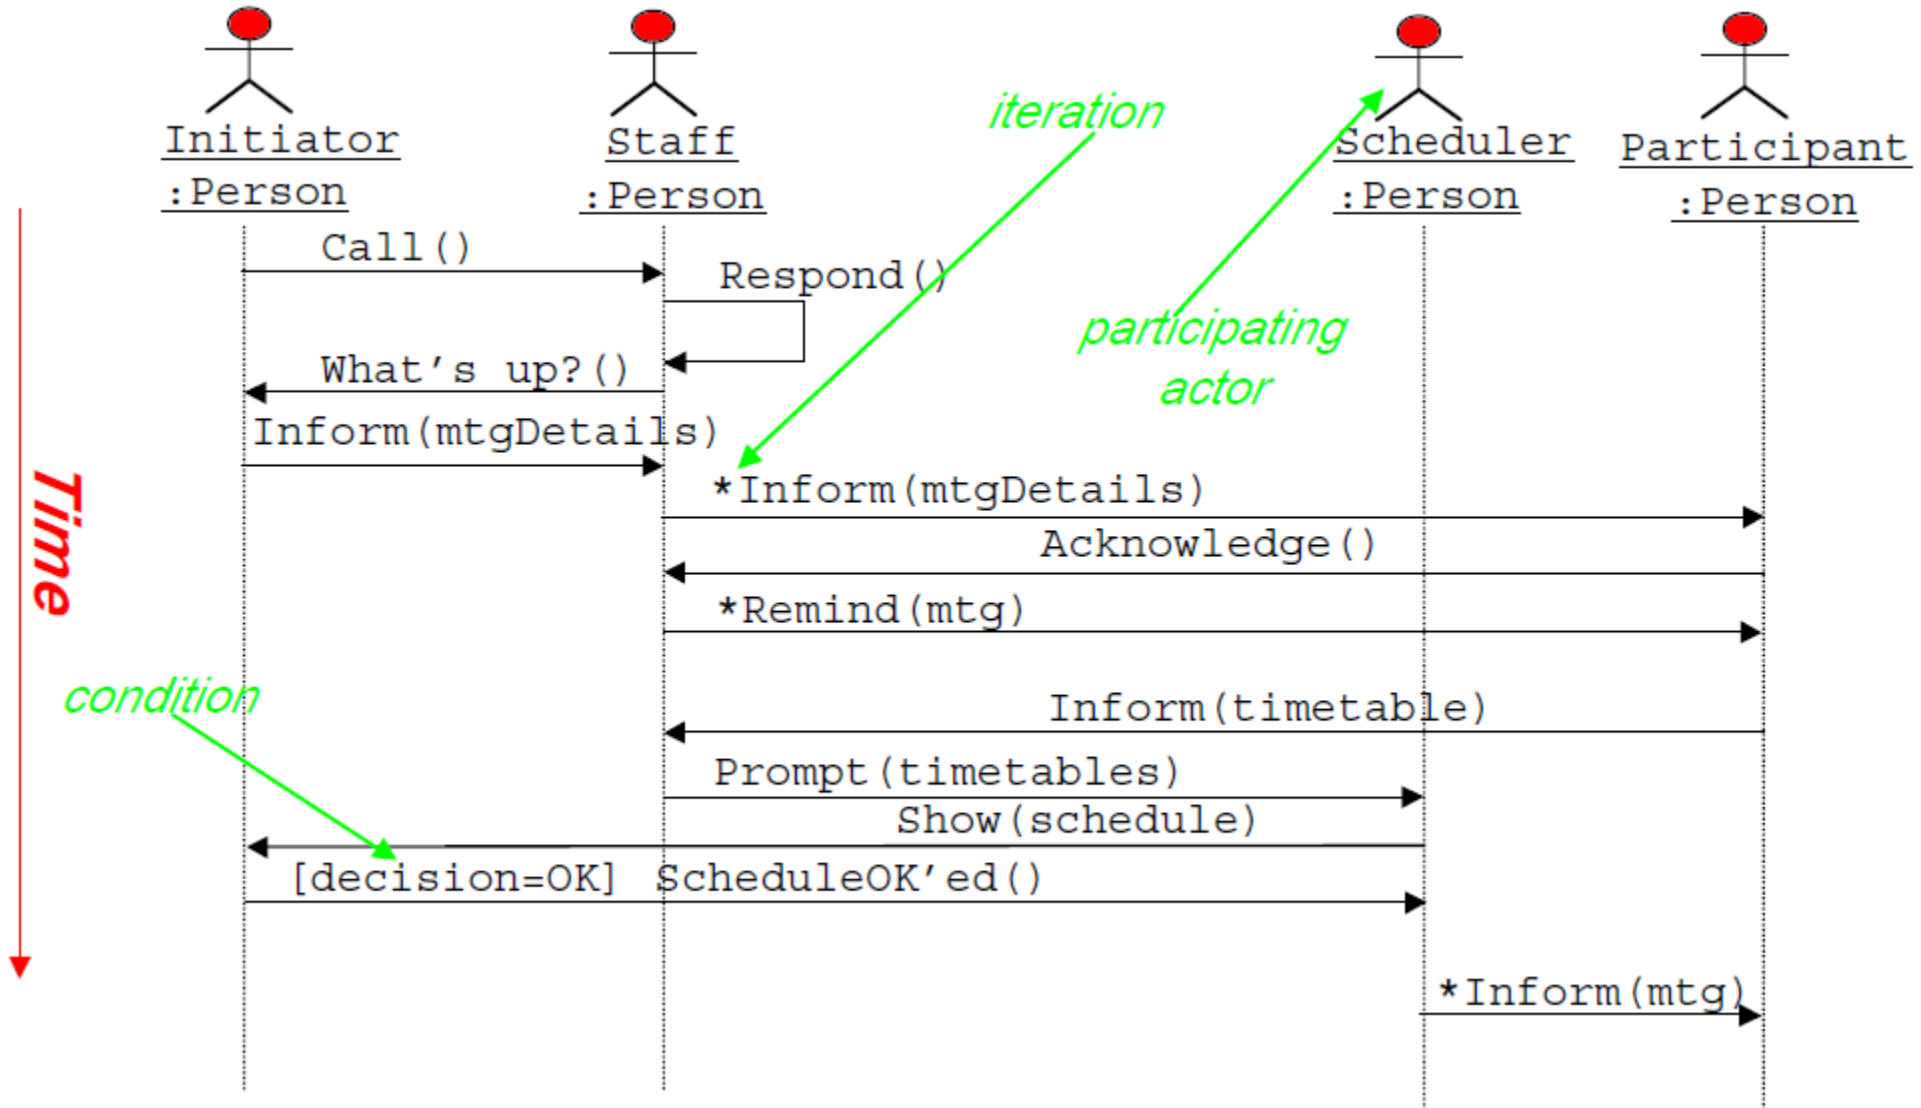 Initiator
:Person
Staff
:Person
Scheduler
:Person
Participant
:Person
iteration
participating
actor
Time
condition
Call()
Respond()
What’s up?()
Inform(mtgDetails)
*Inform(mtgDetails)
Acknowledge()
*Remind(mtg)
Inform(timetable)
Prompt(timetables)
Show(schedule)
[decision=OK] ScheduleOK’ed()
*Inform(mtg)